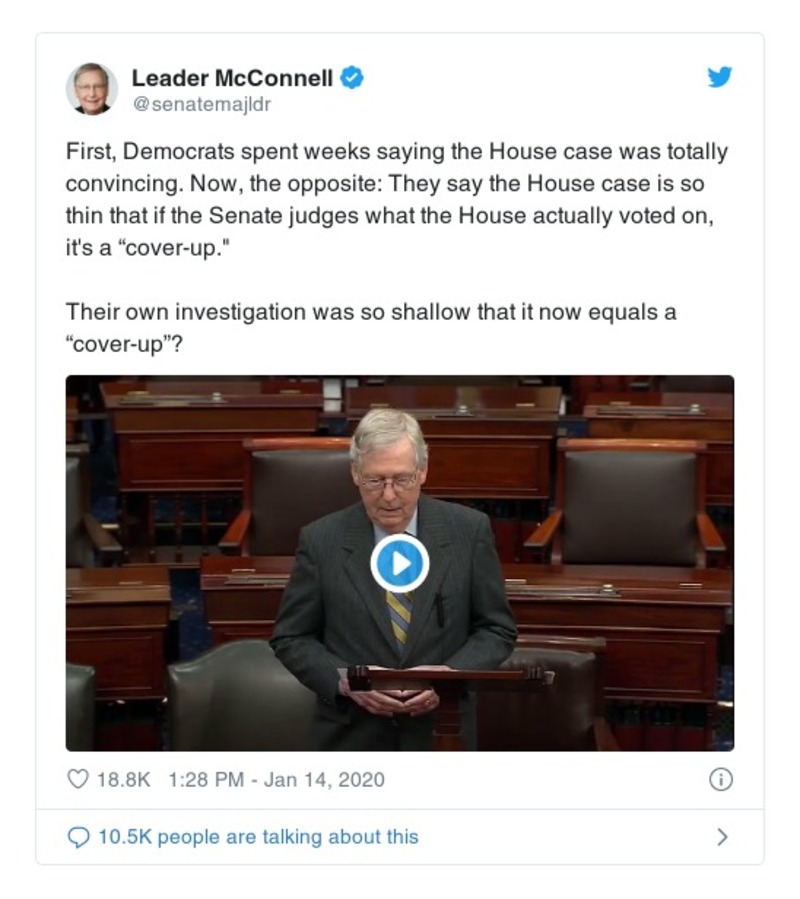 Leader McConnell
@senatemajldr
First, Democrats spent weeks saying the House case was totally
convincing. Now, the opposite: They say the House case is so
thin that if the Senate judges what the House actually voted on,
it's a “cover-up."
Their own investigation was so shallow that it now equals a
“cover-up”?
18.8K 1:28 PM - Jan 14, 2020
10.5K people are talking about this